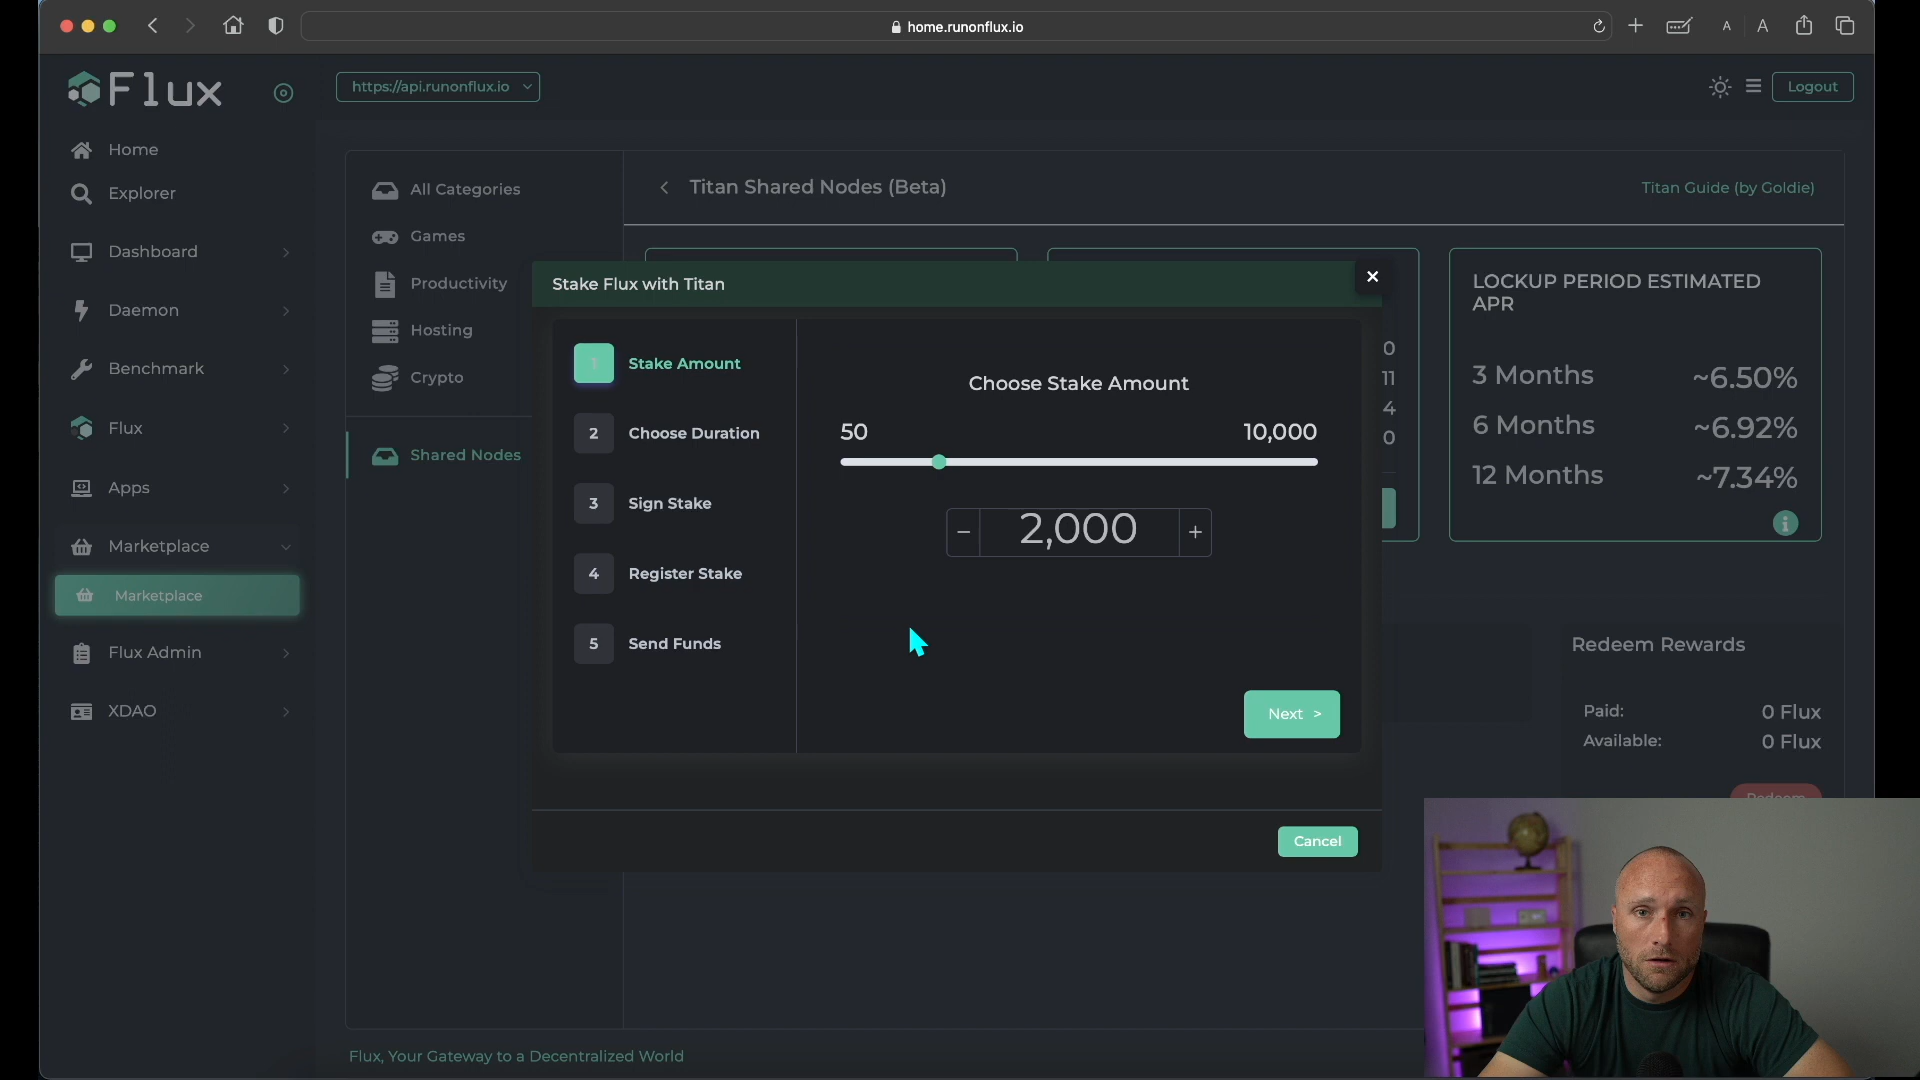 home.runonflux.io
A
A
Flux
https://api.runonflux.io
Logout
Home
Explorer
Dashboard
Daemon
Benchmark
Flux
Apps
Marketplace
Marketplace
Flux Admin
XDAO
All Categories
Games
Productivity
Hosting
Crypto
Shared Nodes
Titan Shared Nodes (Beta)
Titan Guide (by Goldie)
Stake Flux with Titan
1 Stake Amount
2 Choose Duration
3 Sign Stake
4 Register Stake
5 Send Funds
Choose Stake Amount
50 10,000
− 2,000 +
Next >
Cancel
0
11
4
0
LOCKUP PERIOD ESTIMATED
APR
3 Months ~6.50%
6 Months ~6.92%
12 Months ~7.34%
i
Redeem Rewards
Paid: 0 Flux
Available: 0 Flux
Redeem
Flux, Your Gateway to a Decentralized World